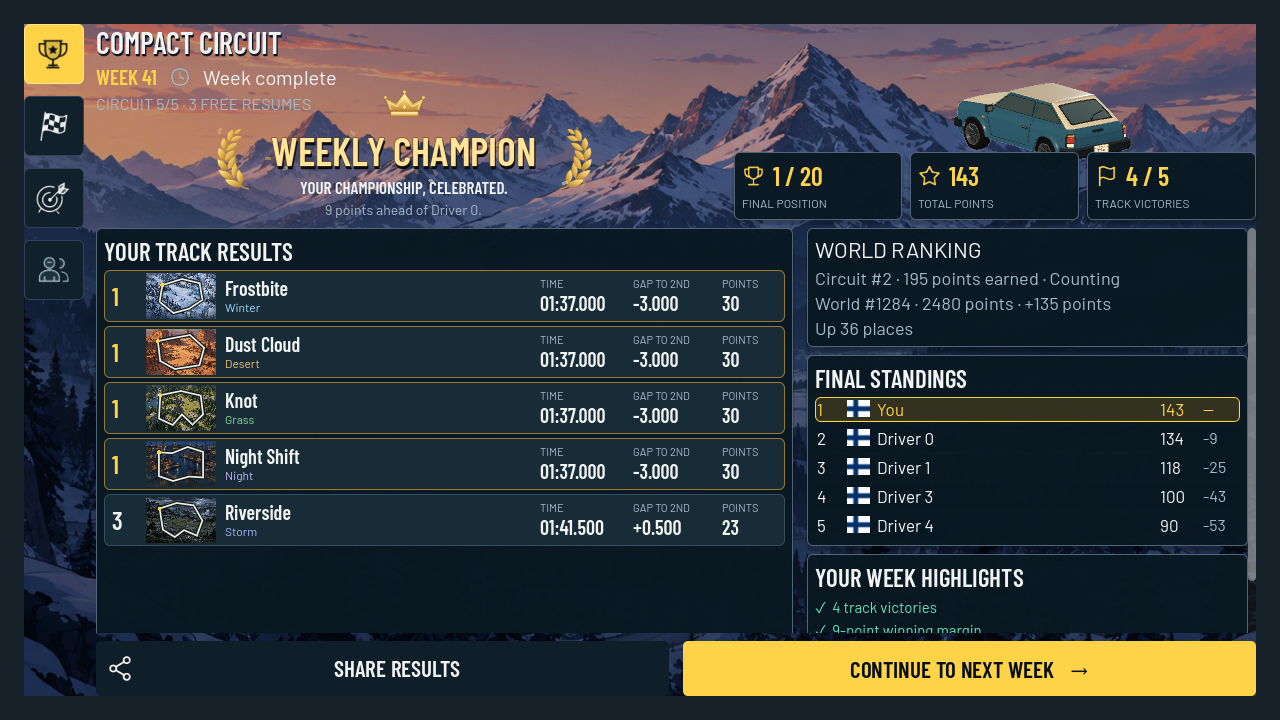 COMPACT CIRCUIT
WEEK 41 Week complete
CIRCUIT 5/5 · 3 FREE RESUMES
WEEKLY CHAMPION
YOUR CHAMPIONSHIP, CELEBRATED.
9 points ahead of Driver 0.
1 / 20
FINAL POSITION
143
TOTAL POINTS
4 / 5
TRACK VICTORIES
YOUR TRACK RESULTS
1 Frostbite Winter TIME 01:37.000 GAP TO 2ND -3.000 POINTS 30
1 Dust Cloud Desert TIME 01:37.000 GAP TO 2ND -3.000 POINTS 30
1 Knot Grass TIME 01:37.000 GAP TO 2ND -3.000 POINTS 30
1 Night Shift Night TIME 01:37.000 GAP TO 2ND -3.000 POINTS 30
3 Riverside Storm TIME 01:41.500 GAP TO 2ND +0.500 POINTS 23
WORLD RANKING
Circuit #2 · 195 points earned · Counting
World #1284 · 2480 points · +135 points
Up 36 places
FINAL STANDINGS
1 You 143 –
2 Driver 0 134 -9
3 Driver 1 118 -25
4 Driver 3 100 -43
5 Driver 4 90 -53
YOUR WEEK HIGHLIGHTS
✓ 4 track victories
✓ 9-point winning margin
SHARE RESULTS
CONTINUE TO NEXT WEEK →